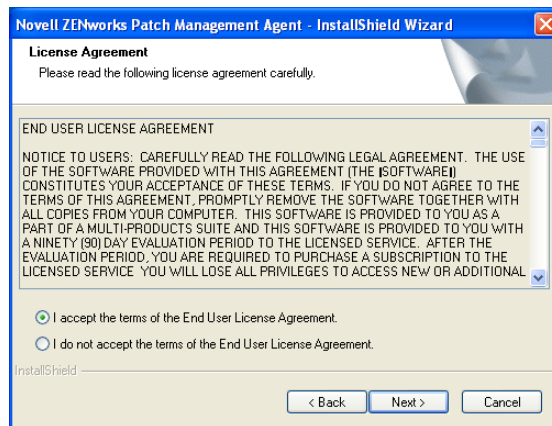 Novell ZENworks Patch Management Agent - InstallShield Wizard
License Agreement
Please read the following license agreement carefully.
END USER LICENSE AGREEMENT
NOTICE TO USERS: CAREFULLY READ THE FOLLOWING LEGAL AGREEMENT. THE USE
OF THE SOFTWARE PROVIDED WITH THIS AGREEMENT (THE ǀSOFTWAREǀ)
CONSTITUTES YOUR ACCEPTANCE OF THESE TERMS. IF YOU DO NOT AGREE TO THE
TERMS OF THIS AGREEMENT, PROMPTLY REMOVE THE SOFTWARE TOGETHER WITH
ALL COPIES FROM YOUR COMPUTER. THIS SOFTWARE IS PROVIDED TO YOU AS A
PART OF A MULTI-PRODUCTS SUITE AND THIS SOFTWARE IS PROVIDED TO YOU WITH
A NINETY (90) DAY EVALUATION PERIOD TO THE LICENSED SERVICE. AFTER THE
EVALUATION PERIOD, YOU ARE REQUIRED TO PURCHASE A SUBSCRIPTION TO THE
LICENSED SERVICE YOU WILL LOSE ALL PRIVILEGES TO ACCESS NEW OR ADDITIONAL
I accept the terms of the End User License Agreement.
I do not accept the terms of the End User License Agreement.
InstallShield
< Back
Next >
Cancel